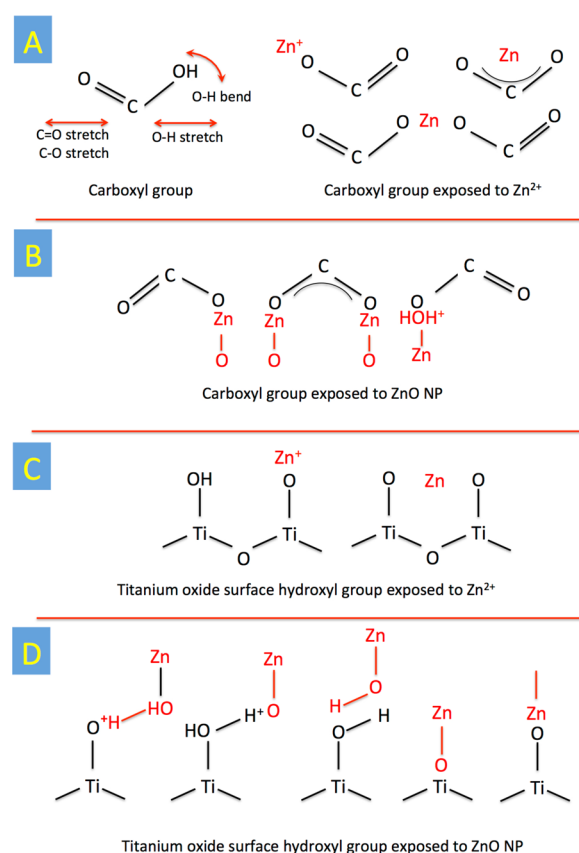 A
O
OH
C
O-H bend
C=O stretch
C-O stretch
O-H stretch
Carboxyl group
Zn⁺
O
C
O
Zn
O
C
O
O
C
O
Zn
O
C
O
Carboxyl group exposed to Zn²⁺
B
O
C
O
Zn
O
C
O
O
Zn
Zn
O
O
C
O
O
HOH⁺
Zn
Carboxyl group exposed to ZnO NP
C
OH
Ti
O
Zn⁺
O
Ti
O
Zn
O
Ti
O
Ti
Titanium oxide surface hydroxyl group exposed to Zn²⁺
D
Zn
O⁺H
HO
Ti
Zn
HO
H⁺
O
Ti
Zn
H
O
O
H
Ti
Zn
O
Ti
Zn
O
Ti
Titanium oxide surface hydroxyl group exposed to ZnO NP